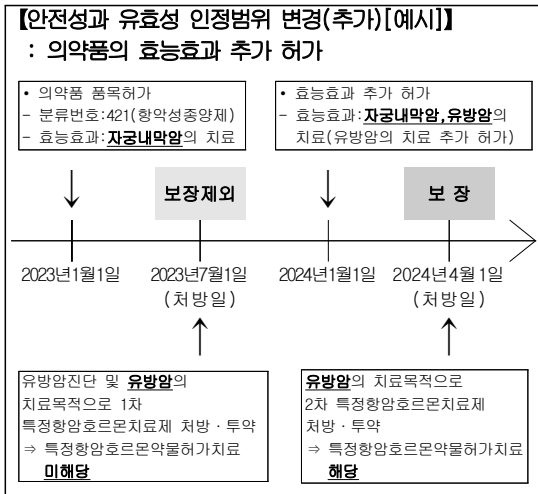 【안전성과 유효성 인정범위 변경(추가)[예시]】
: 의약품의 효능효과 추가 허가
• 의약품 품목허가
- 분류번호:421(항악성종양제)
- 효능효과:자궁내막암의 치료
• 효능효과 추가 허가
- 효능효과:자궁내막암,유방암의
치료(유방암의 치료 추가 허가)
보장제외
보 장
2023년1월1일
2023년7월1일
(처방일)
2024년1월1일
2024년4월1일
(처방일)
유방암진단 및 유방암의
치료목적으로 1차
특정항암호르몬치료제 처방·투약
⇒ 특정항암호르몬약물허가치료
미해당
유방암의 치료목적으로
2차 특정항암호르몬치료제
처방·투약
⇒ 특정항암호르몬약물허가치료
해당